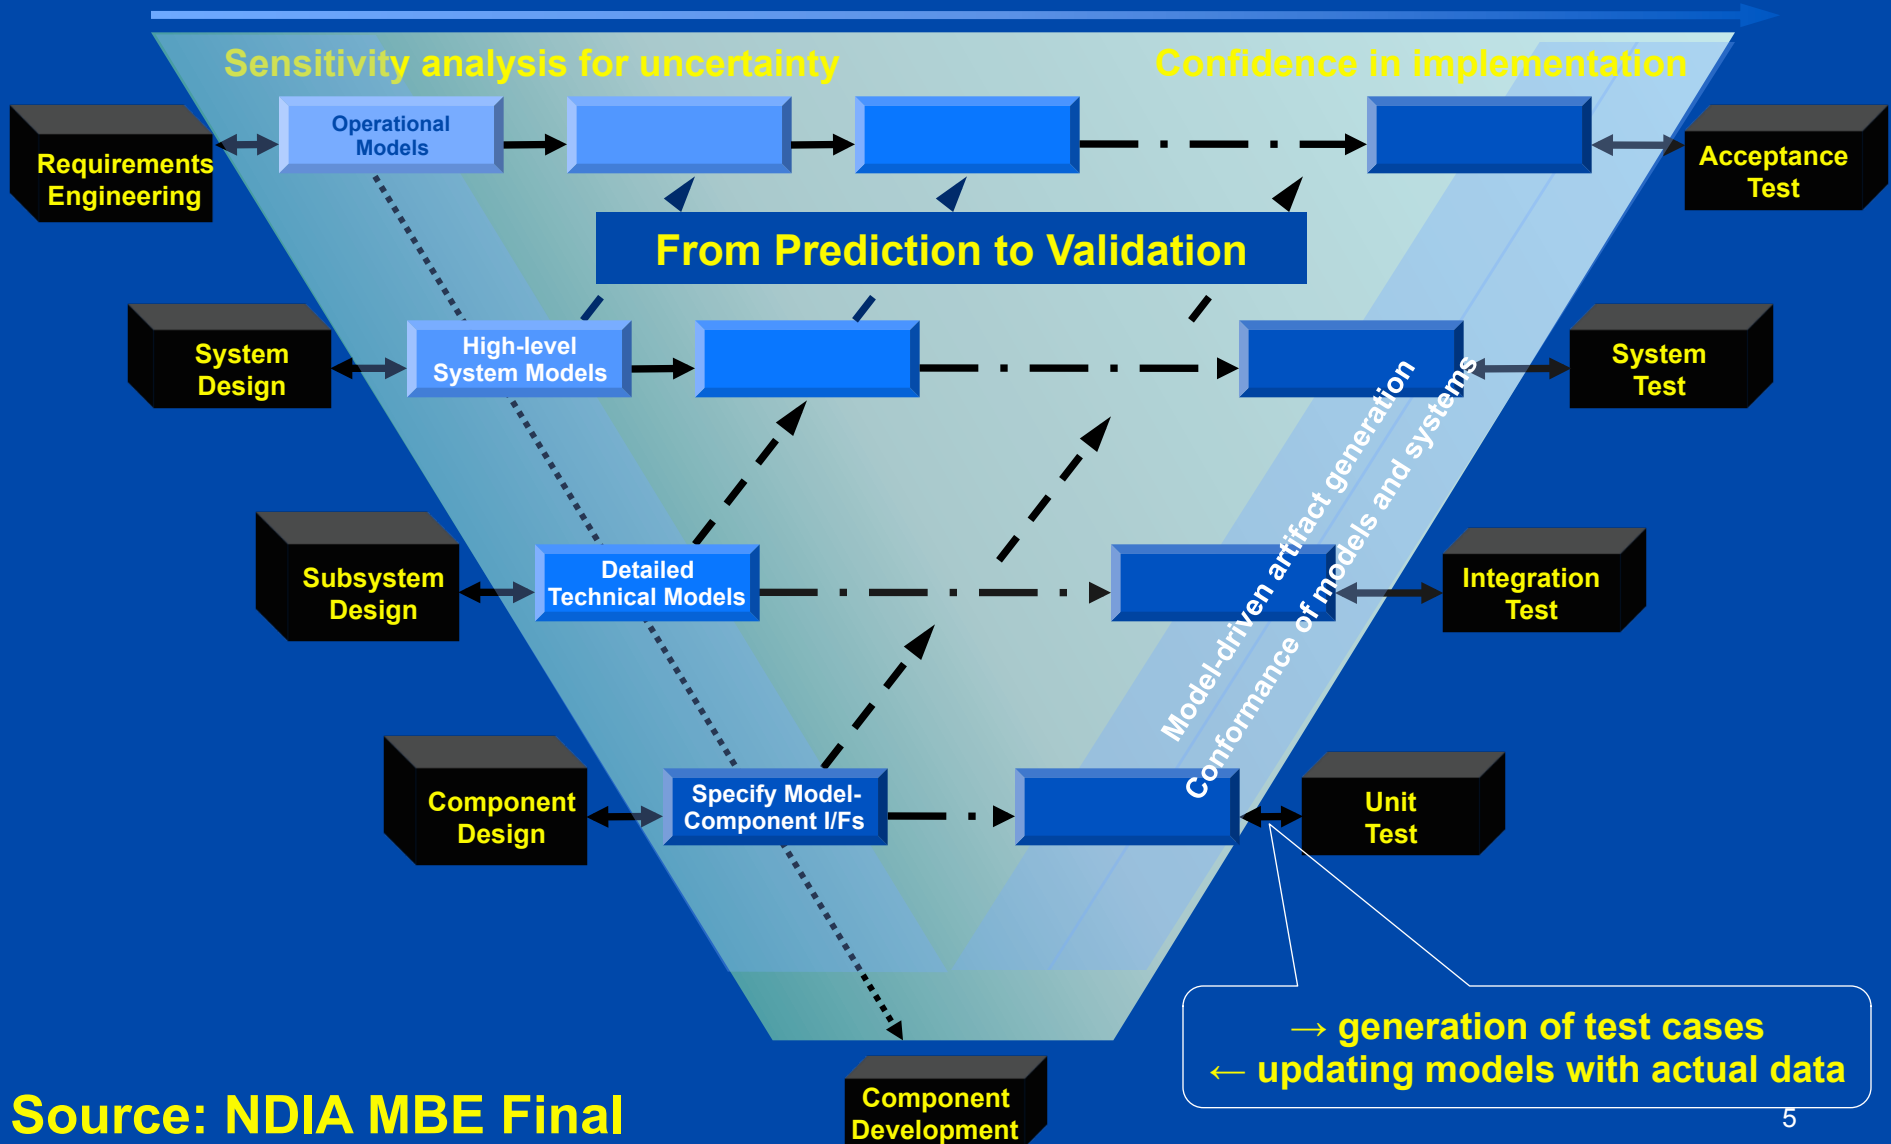 Sensitivity analysis for uncertainty
Confidence in implementation
Operational
Models
Requirements
Engineering
Acceptance
Test
From Prediction to Validation
System
Design
High-level
System Models
System
Test
Subsystem
Design
Detailed
Technical Models
Model-driven artifact generation
Conformance of models and systems
Integration
Test
Component
Design
Specify Model-
Component I/Fs
Unit
Test
→ generation of test cases
← updating models with actual data
Component
Development
Source: NDIA MBE Final
5